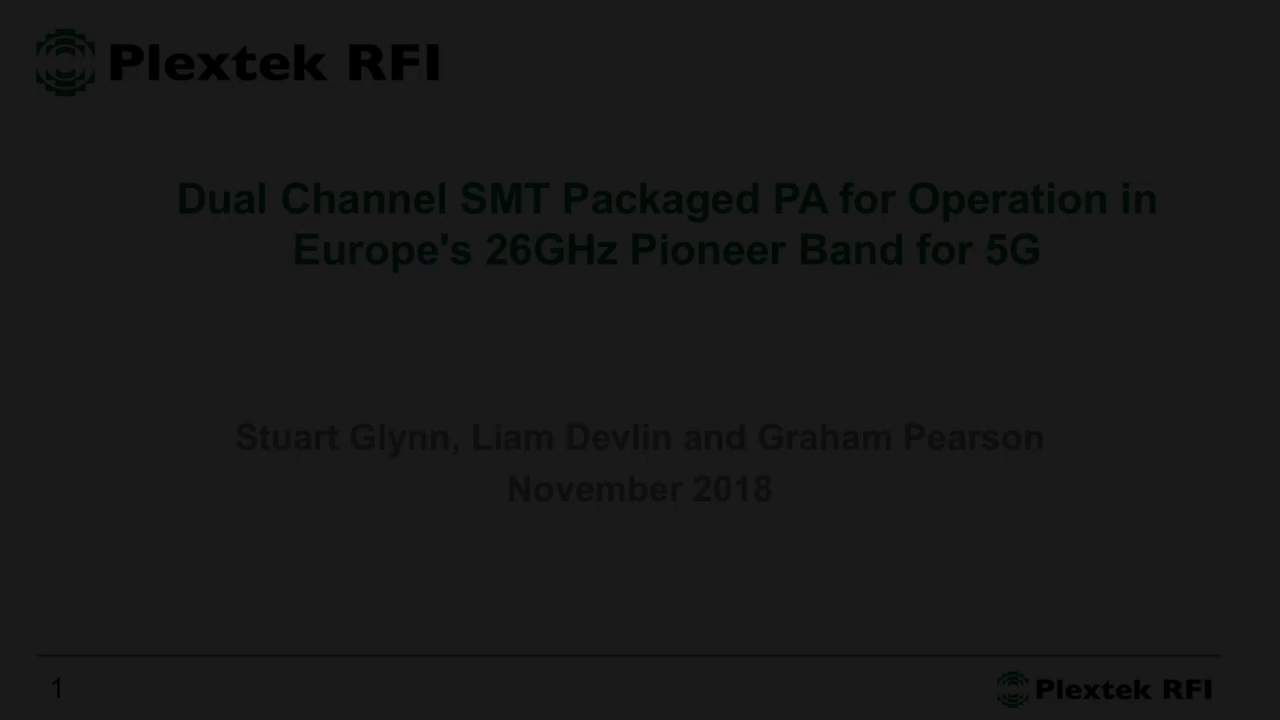 Plextek RFI
Dual Channel SMT Packaged PA for Operation in
Europe's 26GHz Pioneer Band for 5G
Stuart Glynn, Liam Devlin and Graham Pearson
November 2018
1
Plextek RFI